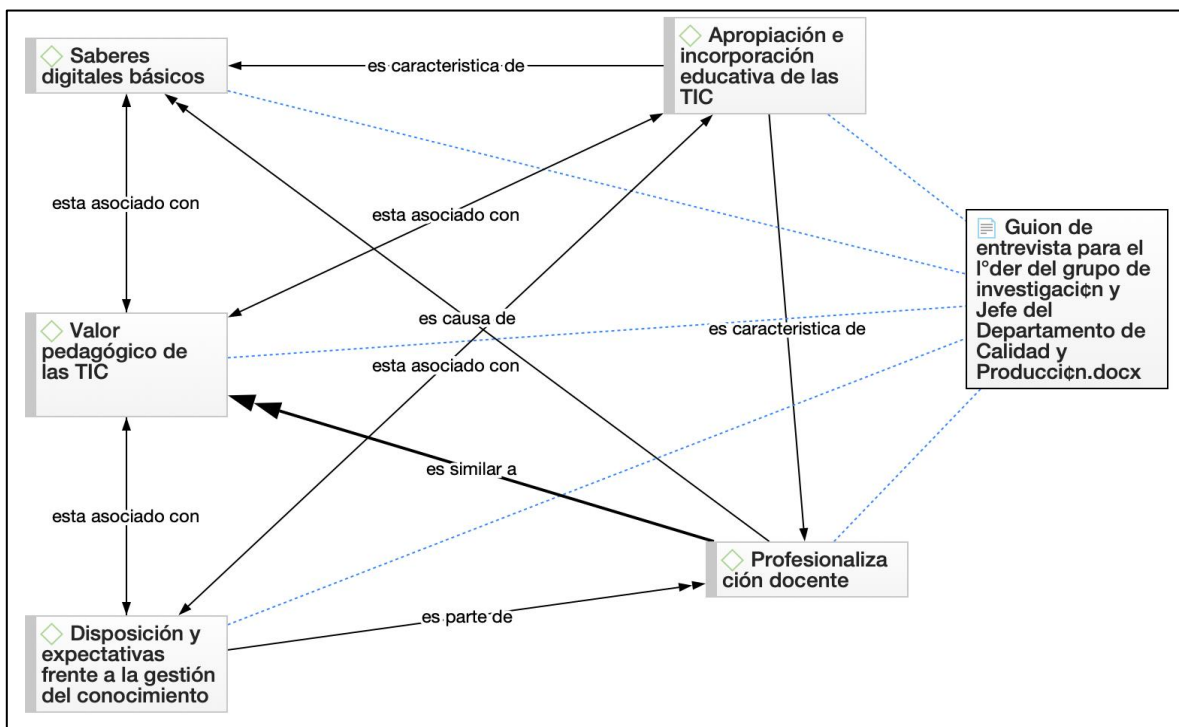 Saberes
digitales básicos
Apropiación e
incorporación
educativa de las
TIC
es caracteristica de
esta asociado con
esta asociado con
Guion de
entrevista para el
l°der del grupo de
investigaci¢n y
Jefe del
Departamento de
Calidad y
Producci¢n.docx
Valor
pedagógico de
las TIC
es causa de
es caracteristica de
esta asociado con
es similar a
esta asociado con
Profesionaliza
ción docente
es parte de
Disposición y
expectativas
frente a la gestión
del conocimiento